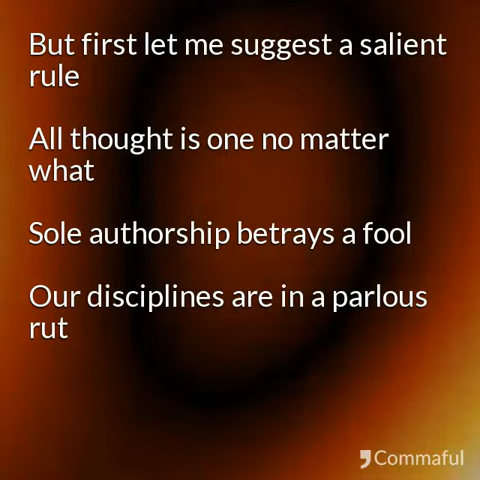 But first let me suggest a salient
rule
All thought is one no matter
what
Sole authorship betrays a fool
Our disciplines are in a parlous
rut
Commaful